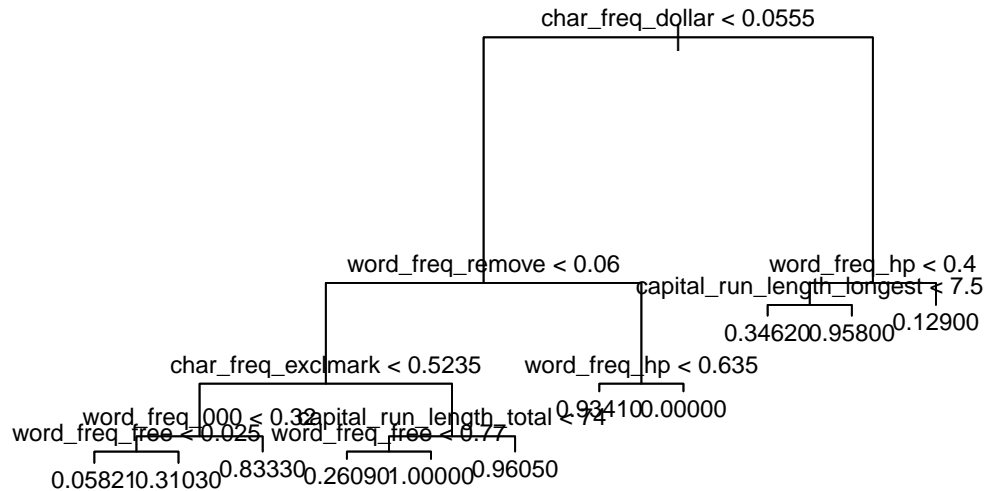 char_freq_dollar < 0.0555
word_freq_remove < 0.06
word_freq_hp < 0.4
capital_run_length_longest < 7.5
0.34620
0.95800
0.12900
char_freq_exclmark < 0.5235
word_freq_hp < 0.635
0.93410
0.00000
word_freq_000 < 0.32
capital_run_length_total < 74
word_freq_free < 0.025
word_freq_free < 0.77
0.05821
0.31030
0.83330
0.26090
1.00000
0.96050